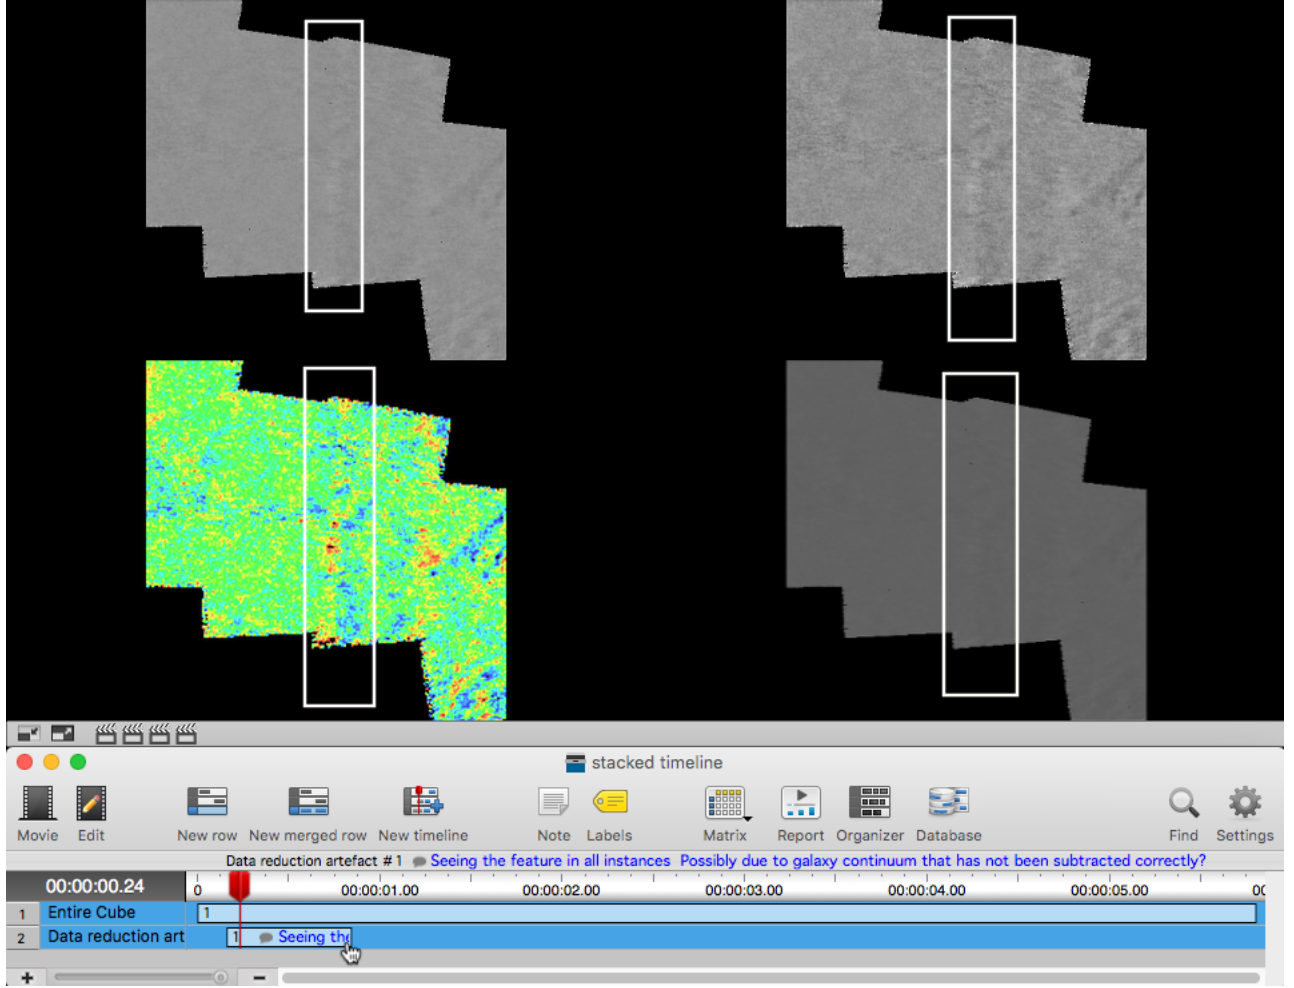 stacked timeline
Movie Edit New row New merged row New timeline Note Labels Matrix Report Organizer Database Find Settings
Data reduction artefact # 1 Seeing the feature in all instances Possibly due to galaxy continuum that has not been subtracted correctly?
00:00:00.24 0 00:00:01.00 00:00:02.00 00:00:03.00 00:00:04.00 00:00:05.00 00
1 Entire Cube 1
2 Data reduction art 1 Seeing the